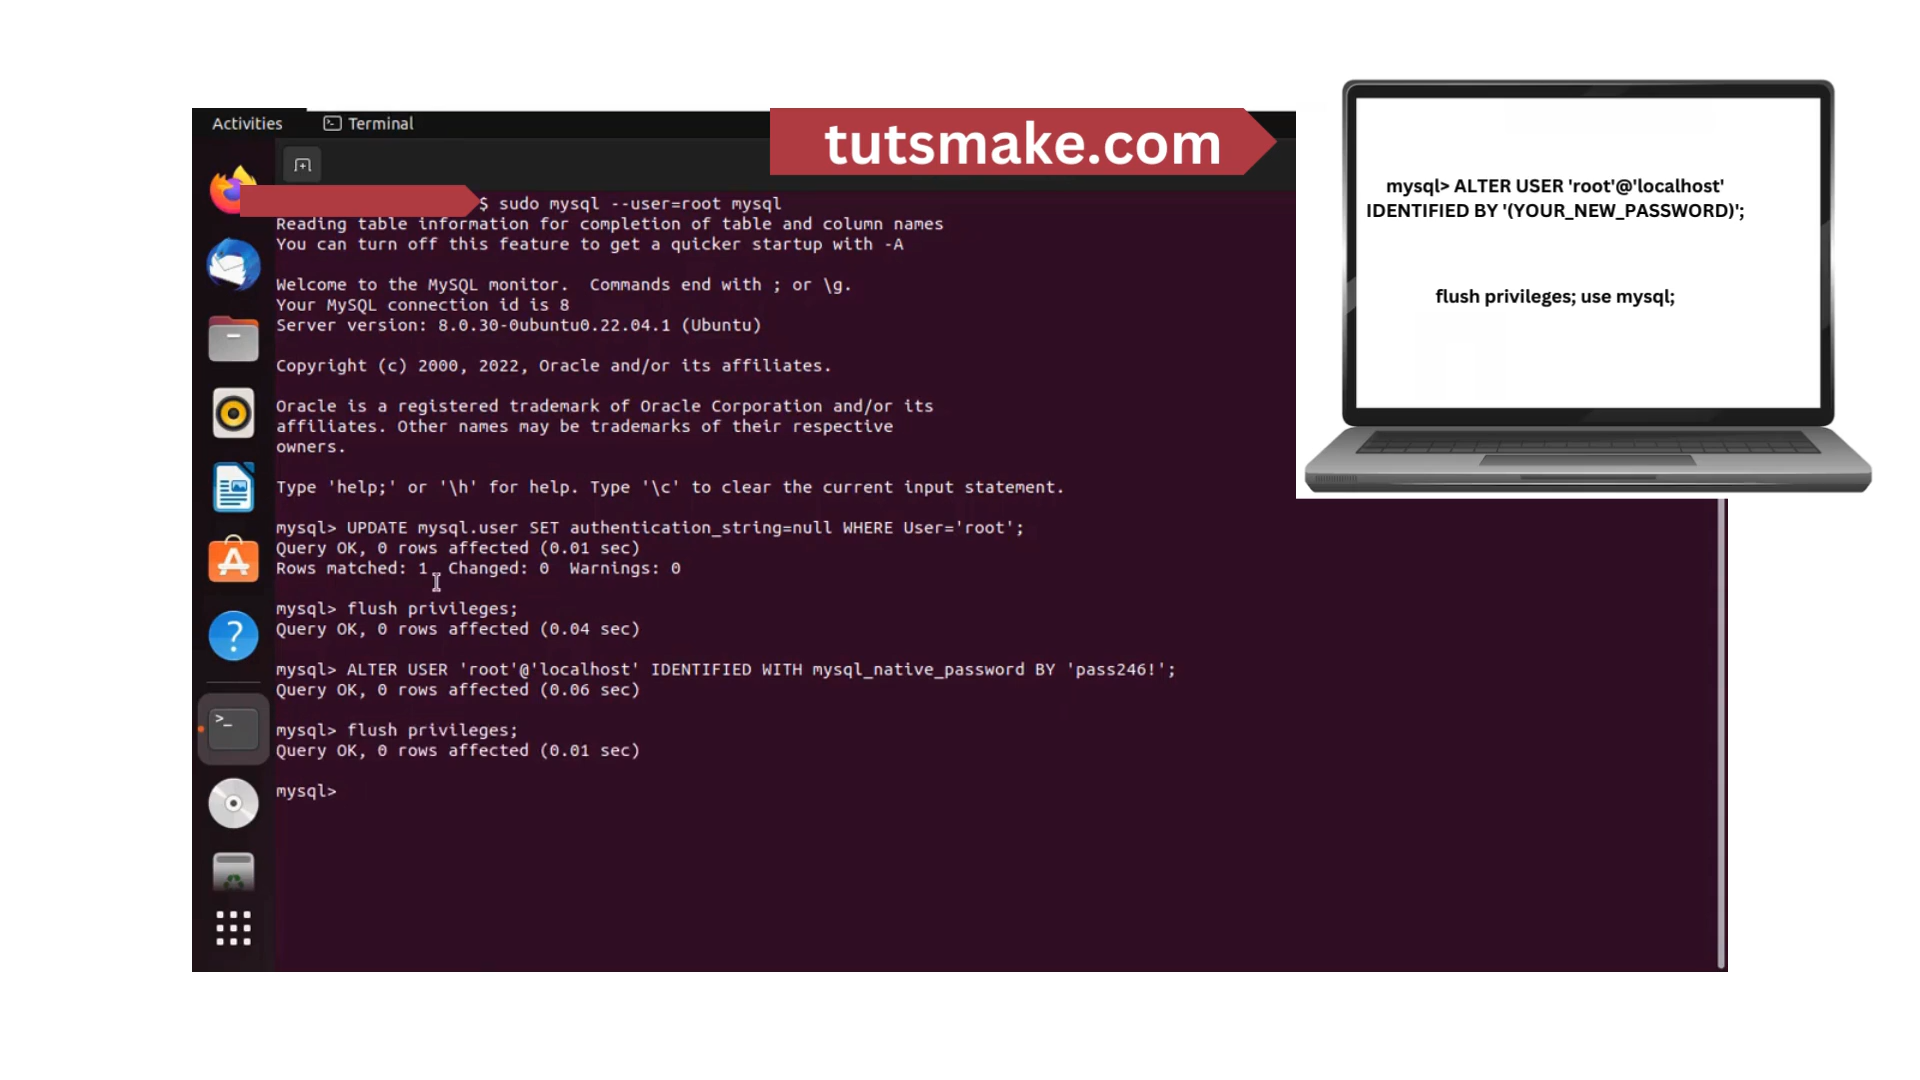 Activities
Terminal
tutsmake.com
$ sudo mysql --user=root mysql
Reading table information for completion of table and column names
You can turn off this feature to get a quicker startup with -A
Welcome to the MySQL monitor.  Commands end with ; or \g.
Your MySQL connection id is 8
Server version: 8.0.30-0ubuntu0.22.04.1 (Ubuntu)
Copyright (c) 2000, 2022, Oracle and/or its affiliates.
Oracle is a registered trademark of Oracle Corporation and/or its
affiliates. Other names may be trademarks of their respective
owners.
Type 'help;' or '\h' for help. Type '\c' to clear the current input statement.
mysql> UPDATE mysql.user SET authentication_string=null WHERE User='root';
Query OK, 0 rows affected (0.01 sec)
Rows matched: 1  Changed: 0  Warnings: 0
mysql> flush privileges;
Query OK, 0 rows affected (0.04 sec)
mysql> ALTER USER 'root'@'localhost' IDENTIFIED WITH mysql_native_password BY 'pass246!';
Query OK, 0 rows affected (0.06 sec)
mysql> flush privileges;
Query OK, 0 rows affected (0.01 sec)
mysql>
mysql> ALTER USER 'root'@'localhost'
IDENTIFIED BY '(YOUR_NEW_PASSWORD)';
flush privileges; use mysql;